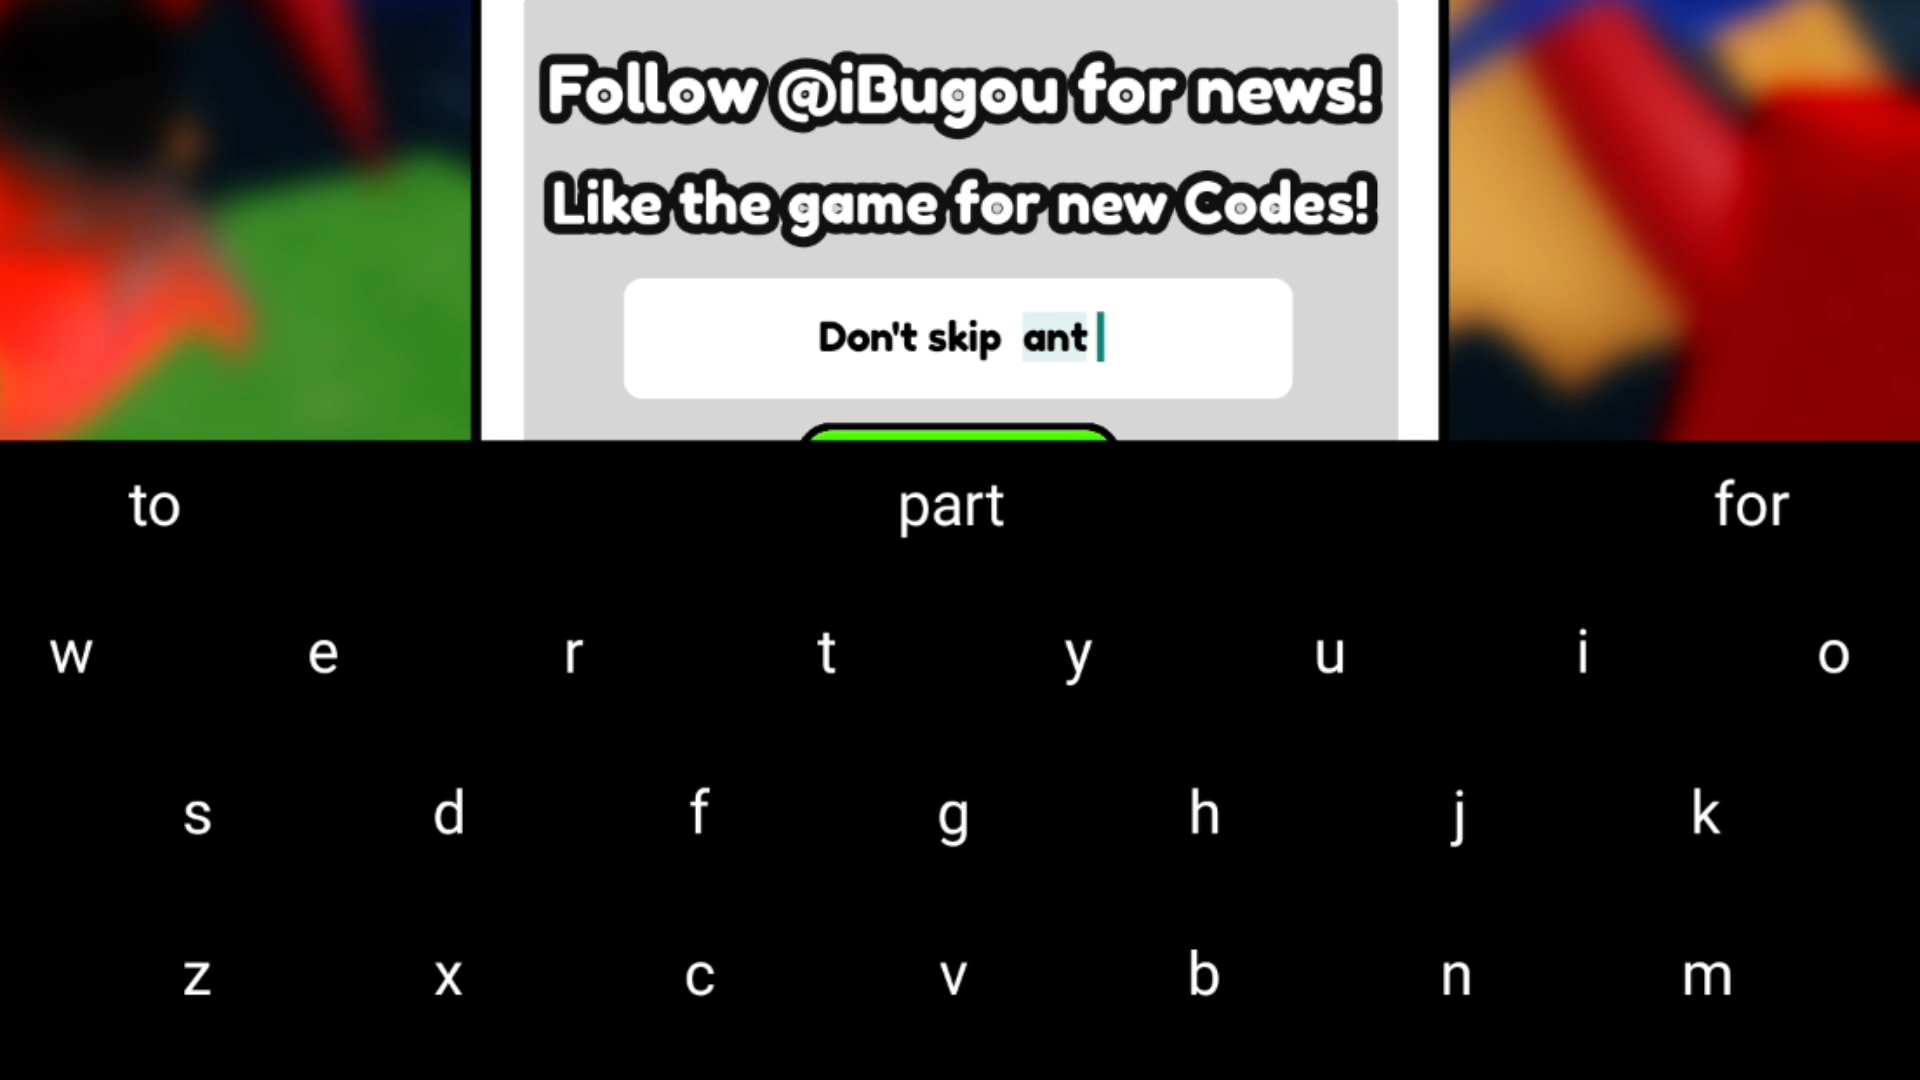 Follow @iBugou for news!
Like the game for new Codes!
Don't skip ant
to part for
w e r t y u i o
s d f g h j k
z x c v b n m